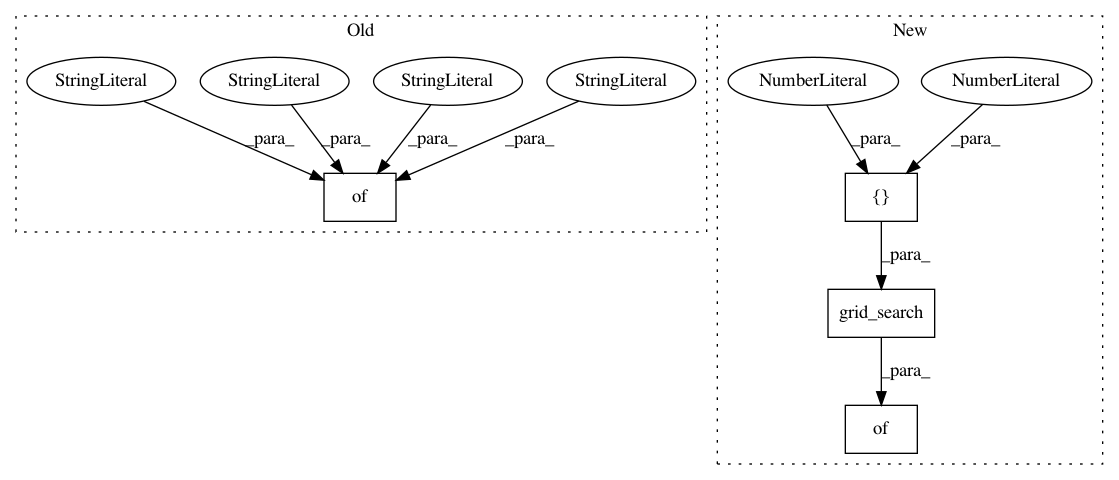 Old
New
StringLiteral StringLiteral StringLiteral StringLiteral
NumberLiteral NumberLiteral
_para_ _para_ _para_ _para_
_para_ _para_
of
{}
_para_
grid_search
_para_
of